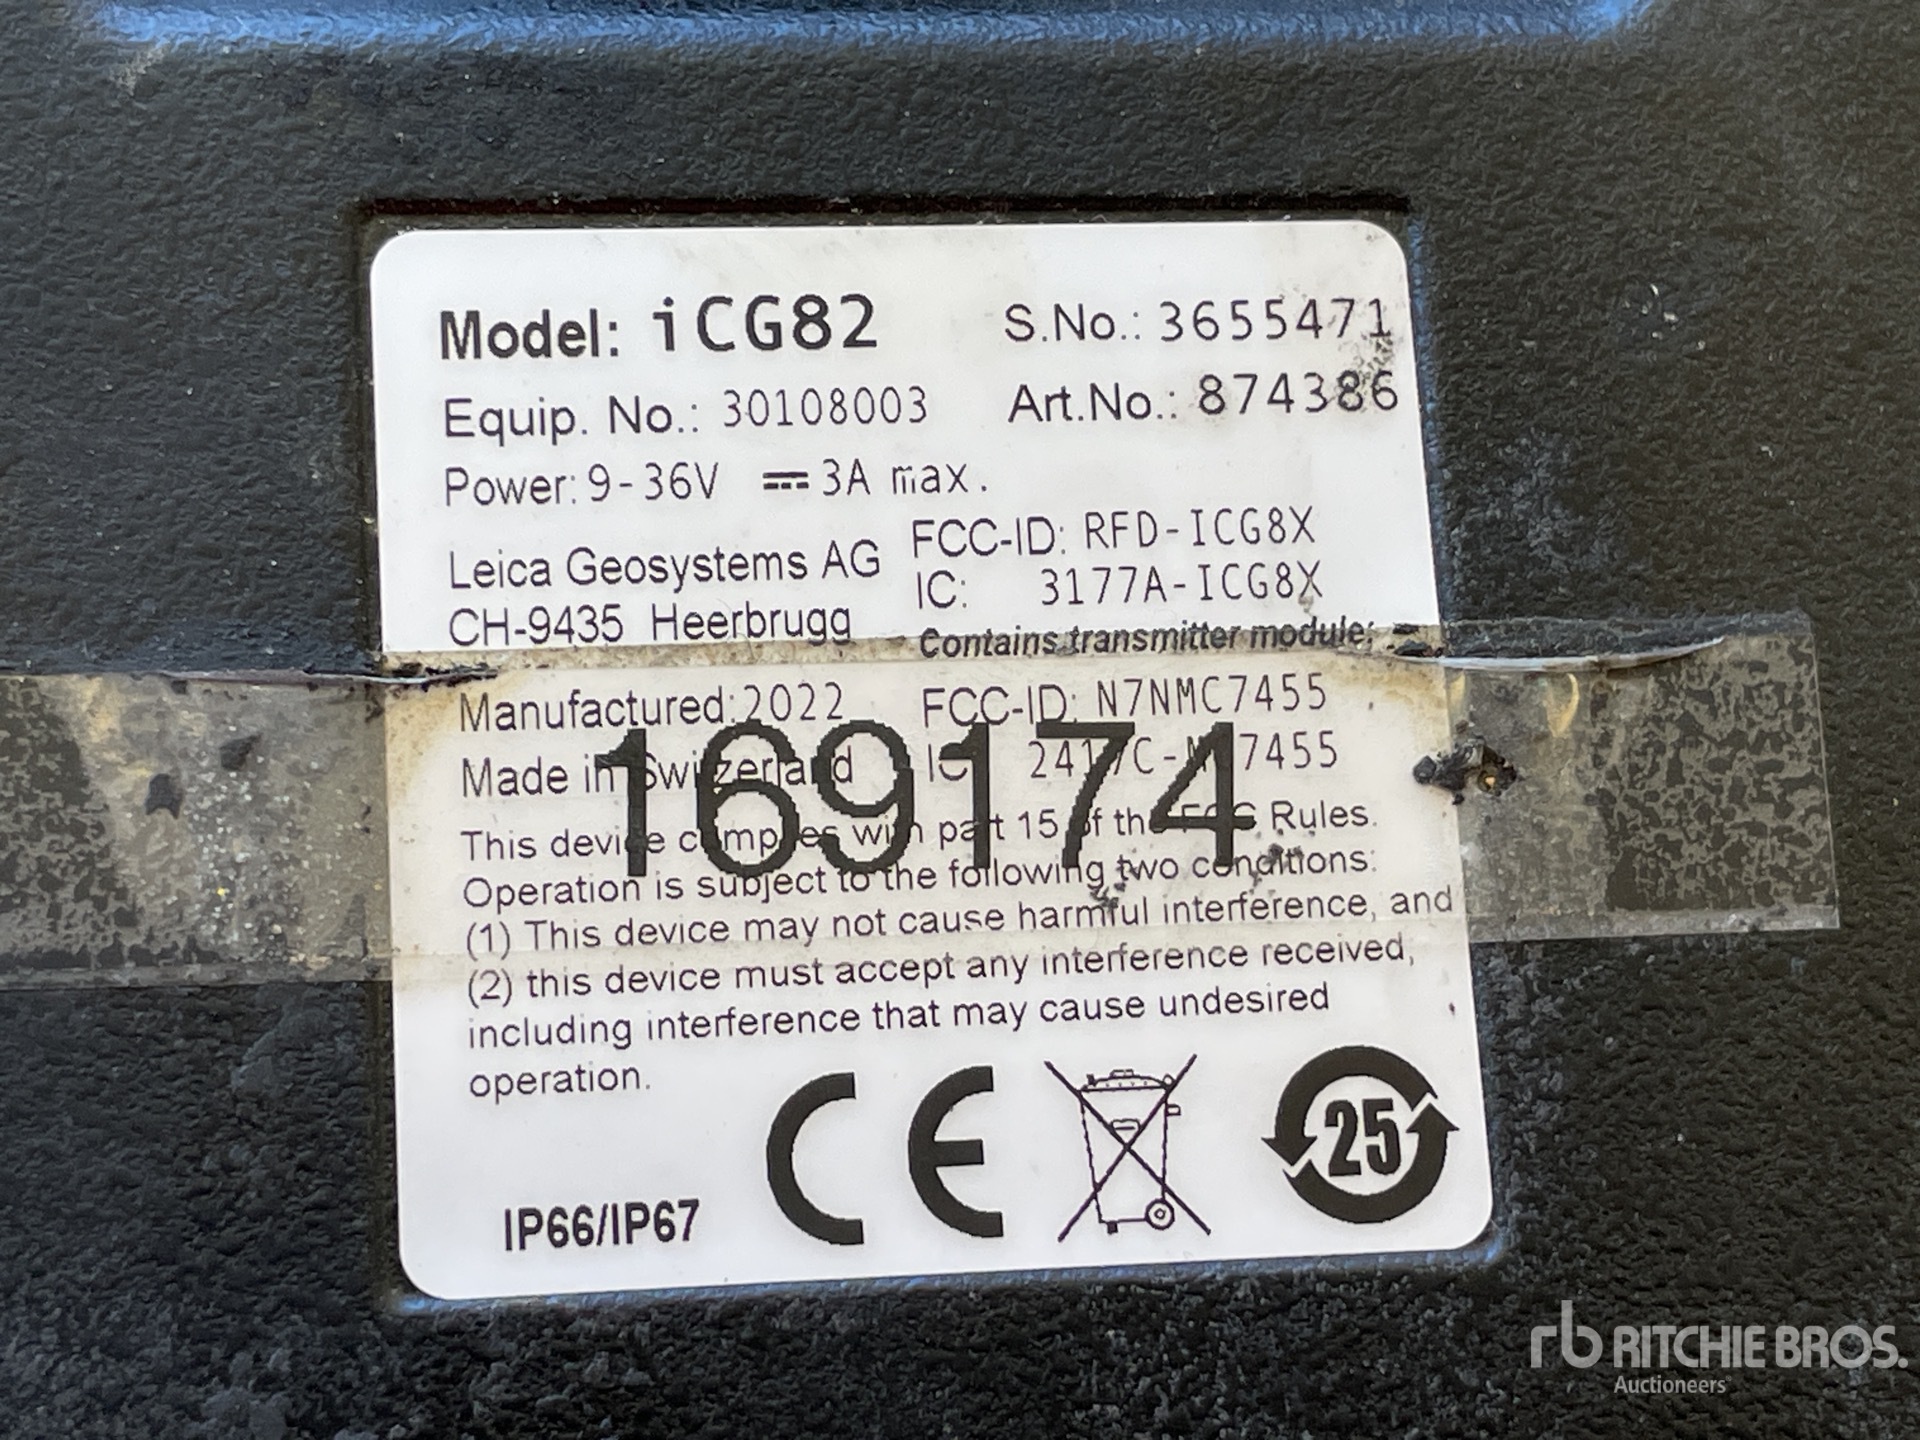 Model: iCG82 S.No.: 3655471
Equip. No.: 30108003 Art.No.: 874386
Power: 9-36V 3A max.
Leica Geosystems AG FCC-ID: RFD-ICG8X
CH-9435 Heerbrugg IC: 3177A-ICG8X
Contains transmitter module:
Manufactured: 2022 FCC-ID: N7NMC7455
Made in Switzerland
169174
This device complies with part 15 of the FCC Rules.
Operation is subject to the following two conditions:
(1) This device may not cause harmful interference, and
(2) this device must accept any interference received,
including interference that may cause undesired
operation.
CE
25
IP66/IP67
rb RITCHIE BROS.
Auctioneers